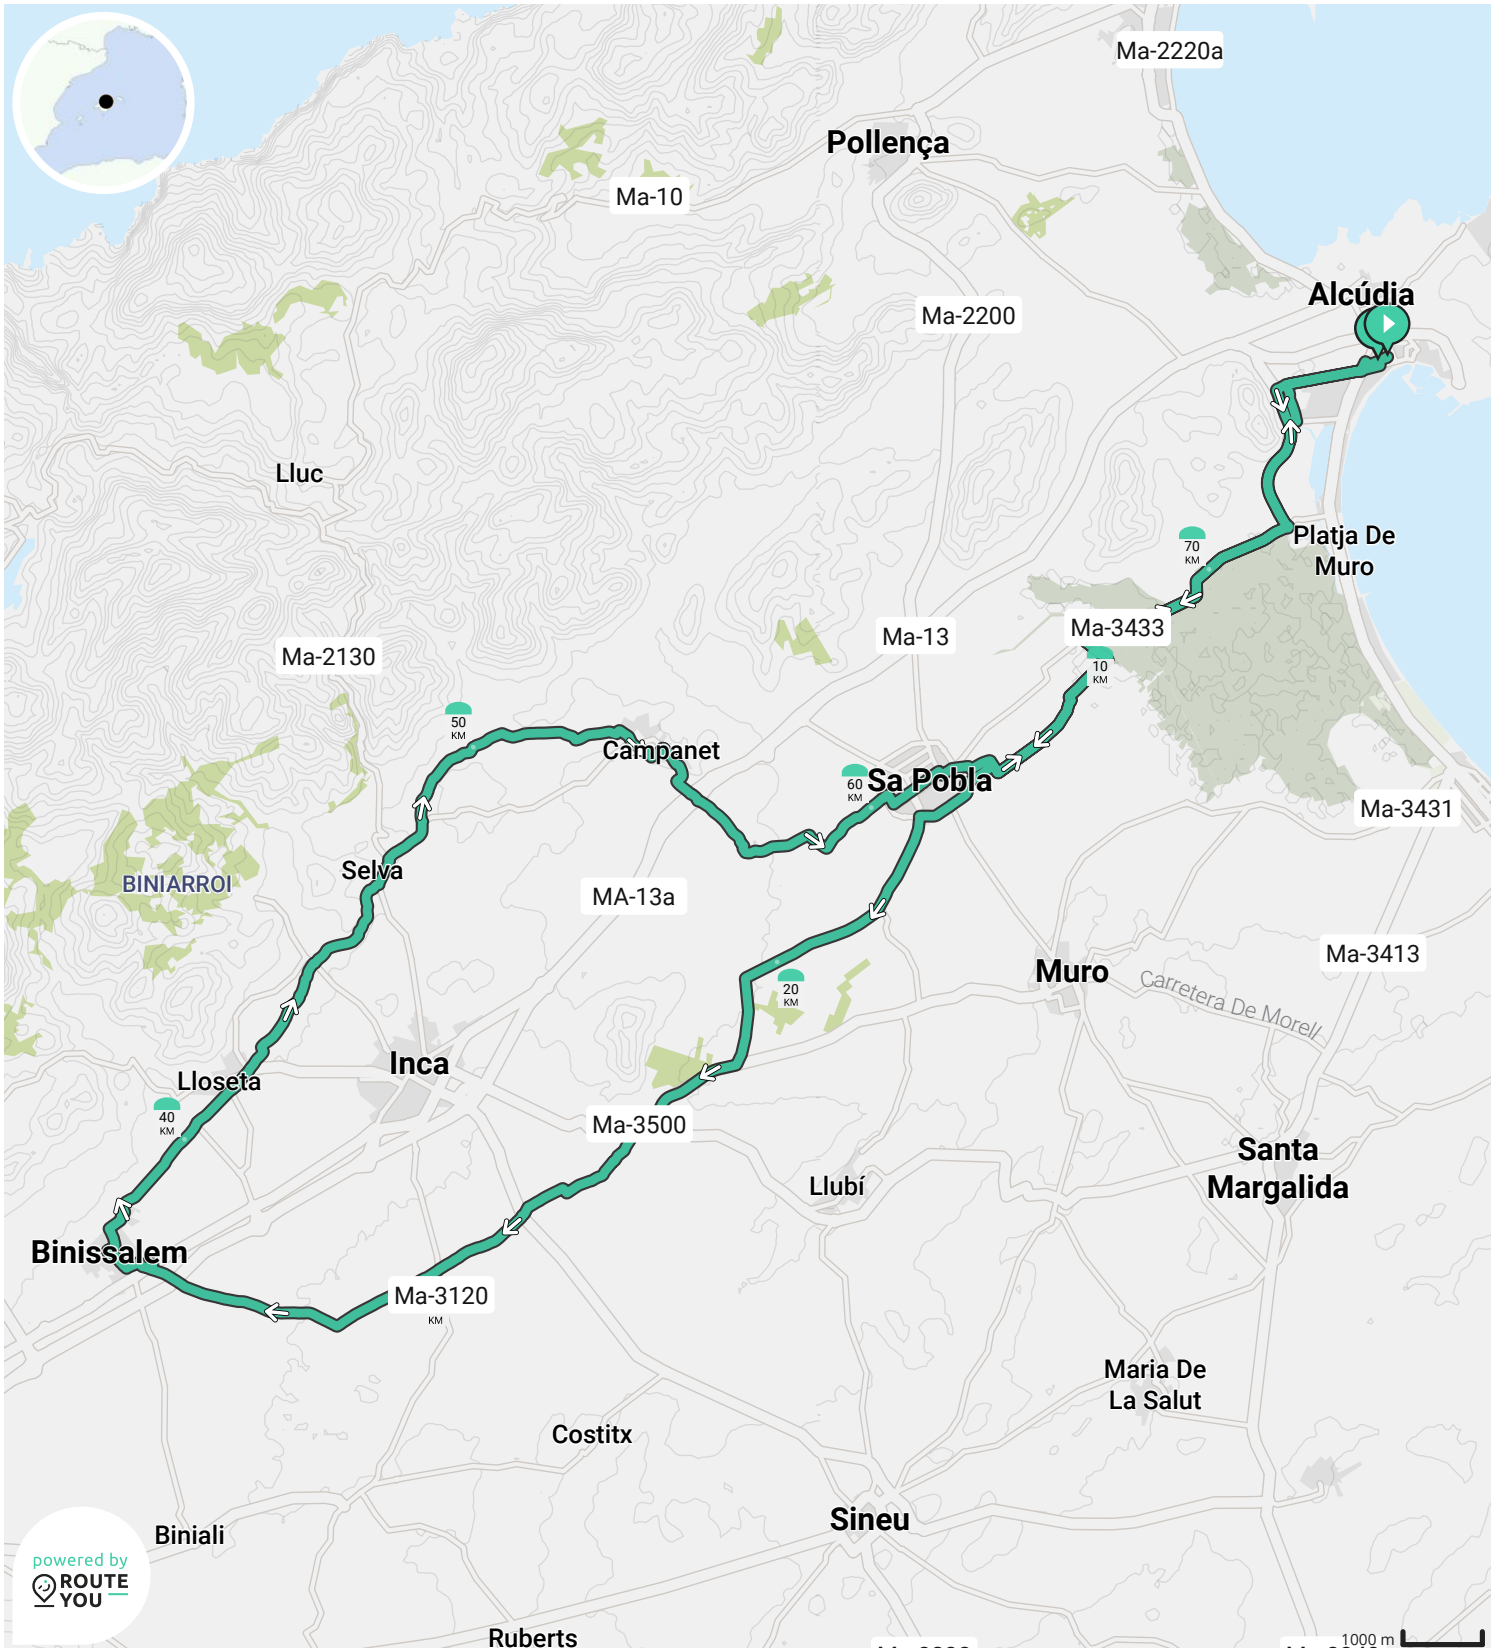 Ma-2220a
Pollença
Ma-10
Alcúdia
Ma-2200
Lluc
Platja De
Muro
70
KM
Ma-3433
Ma-13
Ma-2130
10
KM
50
KM
Campanet
60
KM
Sa Pobla
Ma-3431
Selva
BINIARROI
MA-13a
Ma-3413
Muro
20
KM
Carretera De Morell
Inca
Lloseta
40
KM
Ma-3500
Santa
Margalida
Llubí
Binissalem
Ma-3120
KM
Maria De
La Salut
Costitx
Sineu
Biniali
powered by
ROUTE
YOU
Ruberts
1000 m